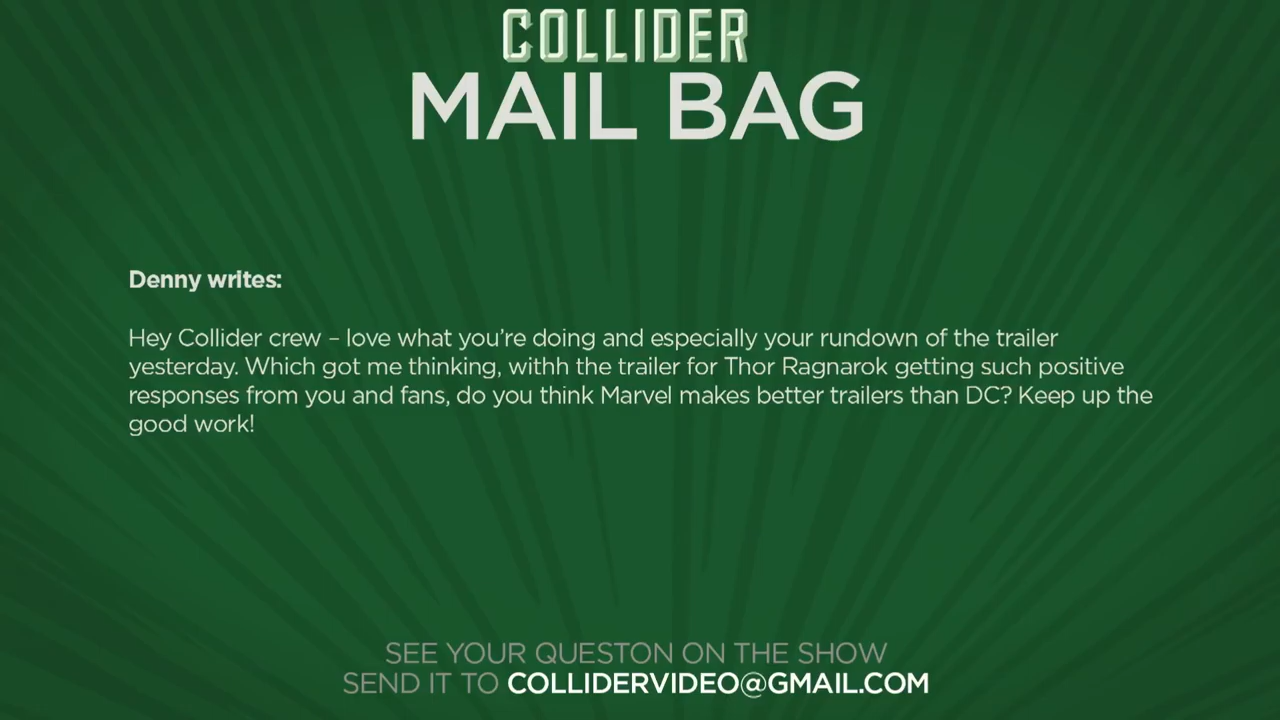 COLLIDER
MAIL BAG
Denny writes:
Hey Collider crew – love what you're doing and especially your rundown of the trailer
yesterday. Which got me thinking, withh the trailer for Thor Ragnarok getting such positive
responses from you and fans, do you think Marvel makes better trailers than DC? Keep up the
good work!
SEE YOUR QUESTON ON THE SHOW
SEND IT TO COLLIDERVIDEO@GMAIL.COM